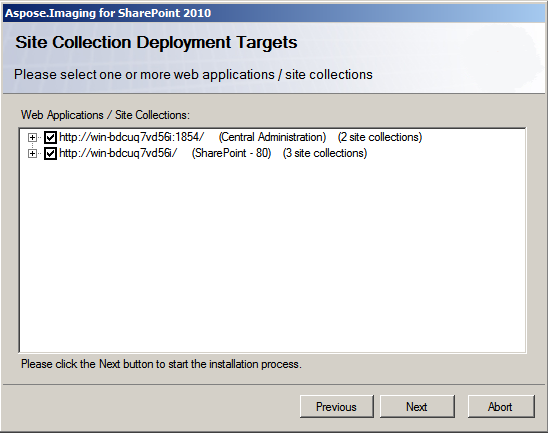 Aspose.Imaging for SharePoint 2010
Site Collection Deployment Targets
Please select one or more web applications / site collections
Web Applications / Site Collections:
http://win-bdcuq7vd56i:1854/ (Central Administration) (2 site collections)
http://win-bdcuq7vd56i/ (SharePoint - 80) (3 site collections)
Please click the Next button to start the installation process.
Previous Next Abort